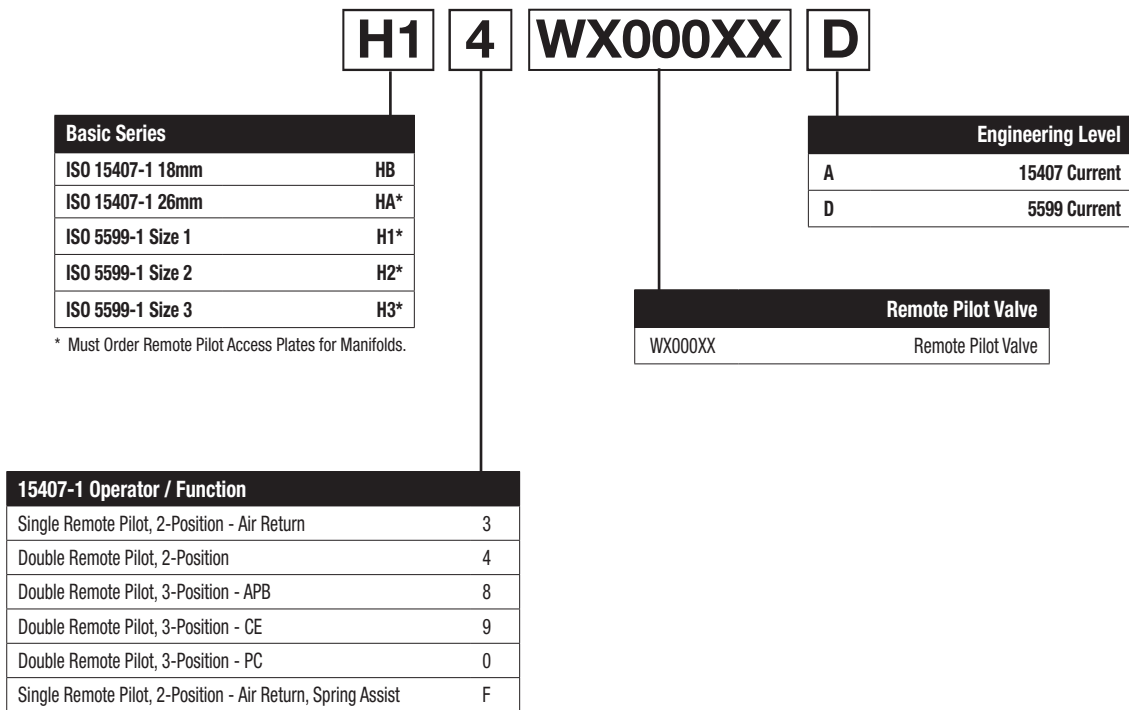 H1 4 WX000XX D
Basic Series
ISO 15407-1 18mm HB
ISO 15407-1 26mm HA*
ISO 5599-1 Size 1 H1*
ISO 5599-1 Size 2 H2*
ISO 5599-1 Size 3 H3*
* Must Order Remote Pilot Access Plates for Manifolds.
Engineering Level
A 15407 Current
D 5599 Current
Remote Pilot Valve
WX000XX Remote Pilot Valve
15407-1 Operator / Function
Single Remote Pilot, 2-Position - Air Return 3
Double Remote Pilot, 2-Position 4
Double Remote Pilot, 3-Position - APB 8
Double Remote Pilot, 3-Position - CE 9
Double Remote Pilot, 3-Position - PC 0
Single Remote Pilot, 2-Position - Air Return, Spring Assist F